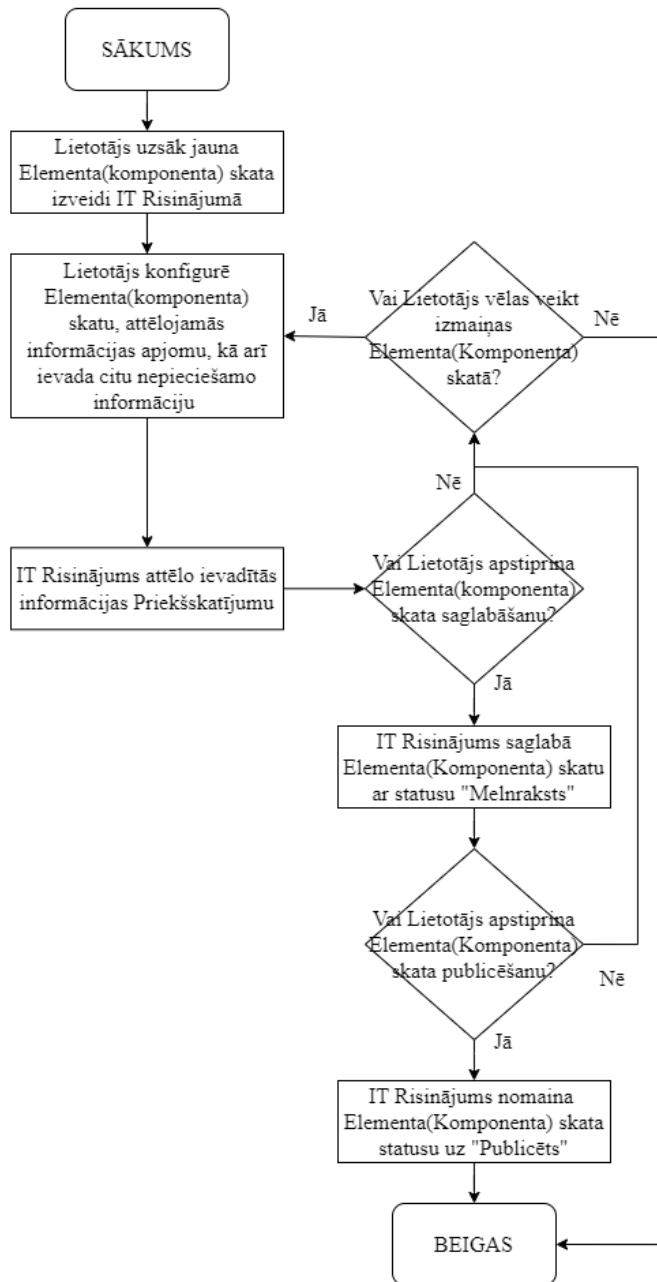 SĀKUMS
Lietotājs uzsāk jauna
Elementa(komponenta) skata
izveidi IT Risinājumā
Lietotājs konfigurē
Elementa(komponenta)
skatu, attēlojamās
informācijas apjomu, kā arī
ievada citu nepieciešamo
informāciju
Jā
Vai Lietotājs vēlas veikt
izmaiņas
Elementa(Komponenta)
skatā?
Nē
Nē
IT Risinājums attēlo ievadītās
informācijas Priekšskatījumu
Vai Lietotājs apstiprina
Elementa(komponenta)
skata saglabāšanu?
Jā
IT Risinājums saglabā
Elementa(Komponenta) skatu
ar statusu "Melnraksts"
Vai Lietotājs apstiprina
Elementa(Komponenta)
skata publicēšanu?
Nē
Jā
IT Risinājums nomaina
Elementa(Komponenta) skata
statusu uz "Publicēts"
BEIGAS